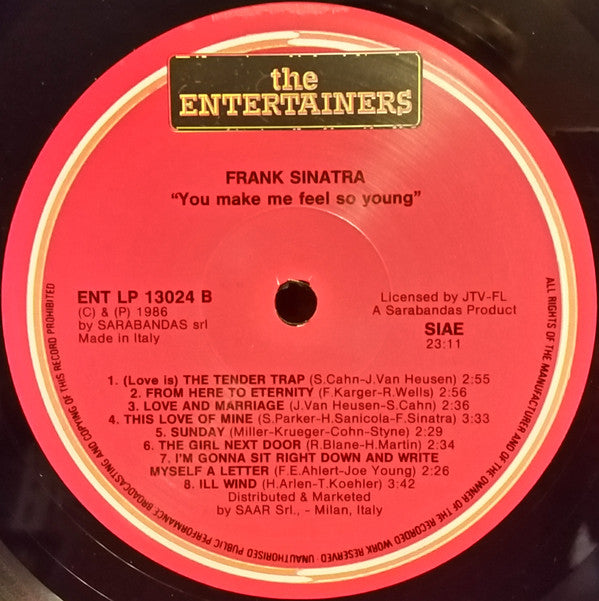 the
ENTERTAINERS
FRANK SINATRA
"You make me feel so young"
ENT LP 13024 B
(C) & (P) 1986
by SARABANDAS srl
Made in Italy
Licensed by JTV-FL
A Sarabandas Product
SIAE
23:11
1. (Love is) THE TENDER TRAP (S.Cahn-J.Van Heusen) 2:55
2. FROM HERE TO ETERNITY (F.Karger-R.Wells) 2:56
3. LOVE AND MARRIAGE (J.Van Heusen-S.Cahn) 2:36
4. THIS LOVE OF MINE (S.Parker-H.Sanicola-F.Sinatra) 3:33
5. SUNDAY (Miller-Krueger-Cohn-Styne) 2:29
6. THE GIRL NEXT DOOR (R.Blane-H.Martin) 2:34
7. I'M GONNA SIT RIGHT DOWN AND WRITE
MYSELF A LETTER (F.E.Ahlert-Joe Young) 2:26
8. ILL WIND (H.Arlen-T.Koehler) 3:42
Distributed & Marketed
by SAAR Srl., - Milan, Italy
ALL RIGHTS OF THE MANUFACTURER AND OF THE OWNER OF THE RECORDED WORK RESERVED - UNAUTHORISED PUBLIC PERFORMANCE BROADCASTING AND COPYING OF THIS RECORD PROHIBITED